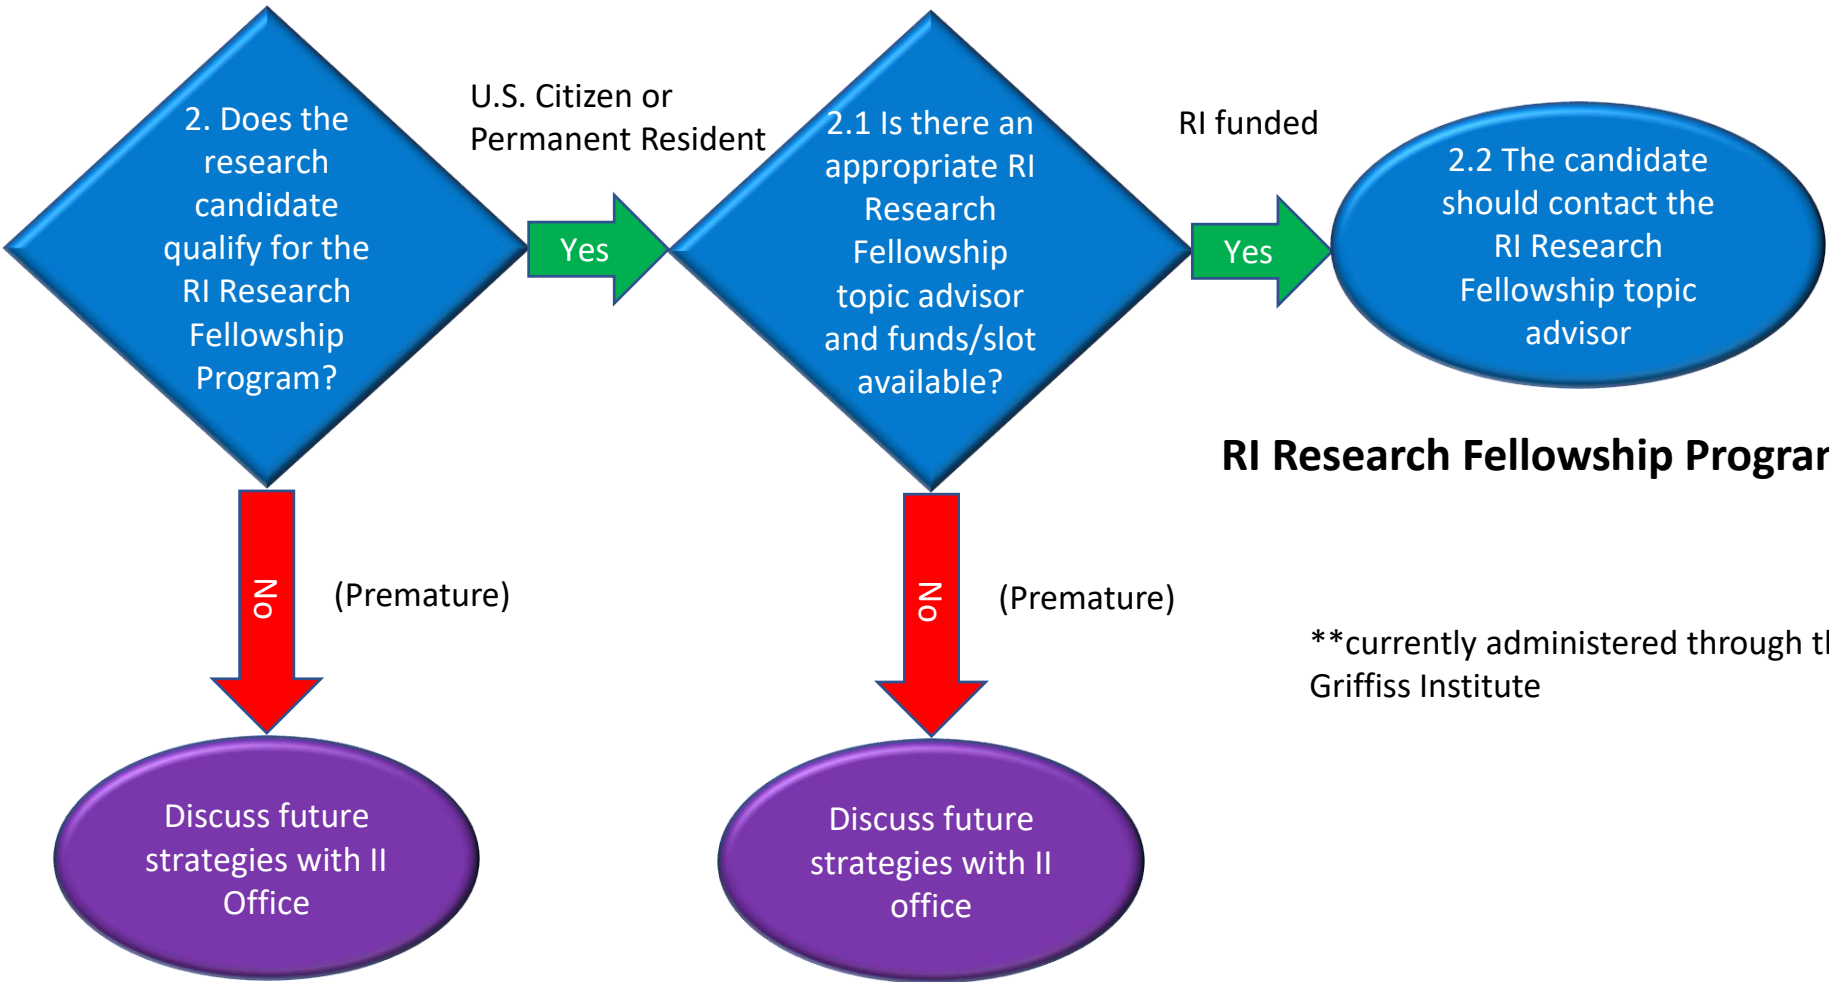 2. Does the
research
candidate
qualify for the
RI Research
Fellowship
Program?
U.S. Citizen or
Permanent Resident
Yes
2.1 Is there an
appropriate RI
Research
Fellowship
topic advisor
and funds/slot
available?
RI funded
Yes
2.2 The candidate
should contact the
RI Research
Fellowship topic
advisor
RI Research Fellowship
No
(Premature)
No
(Premature)
**currently administered through
Griffiss Institute
Discuss future
strategies with II
Office
Discuss future
strategies with II
office